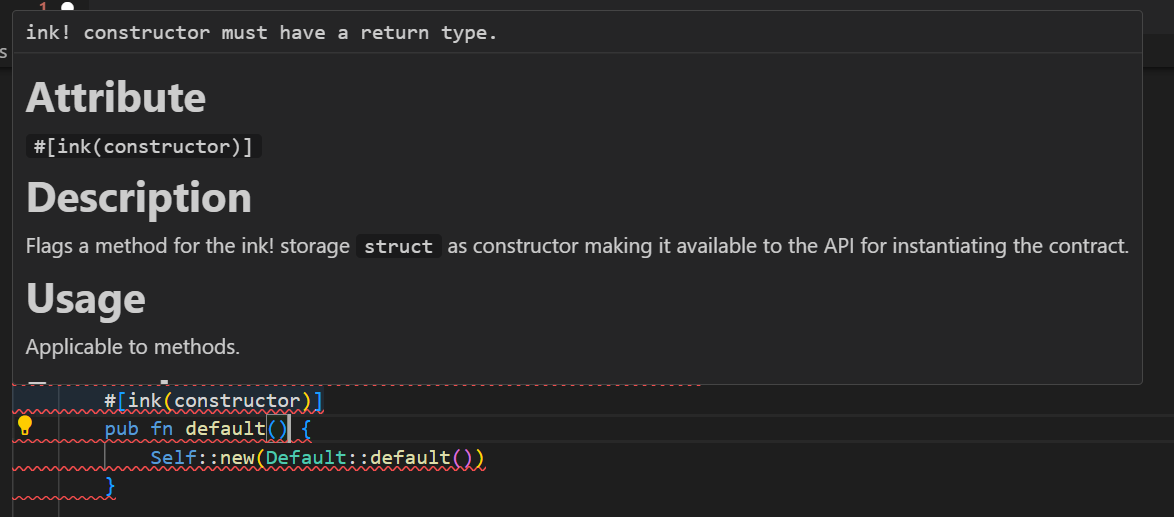 1
ink! constructor must have a return type.
s
Attribute
#[ink(constructor)]
Description
Flags a method for the ink! storage struct as constructor making it available to the API for instantiating the contract.
Usage
Applicable to methods.
#[ink(constructor)]
pub fn default() {
Self::new(Default::default())
}